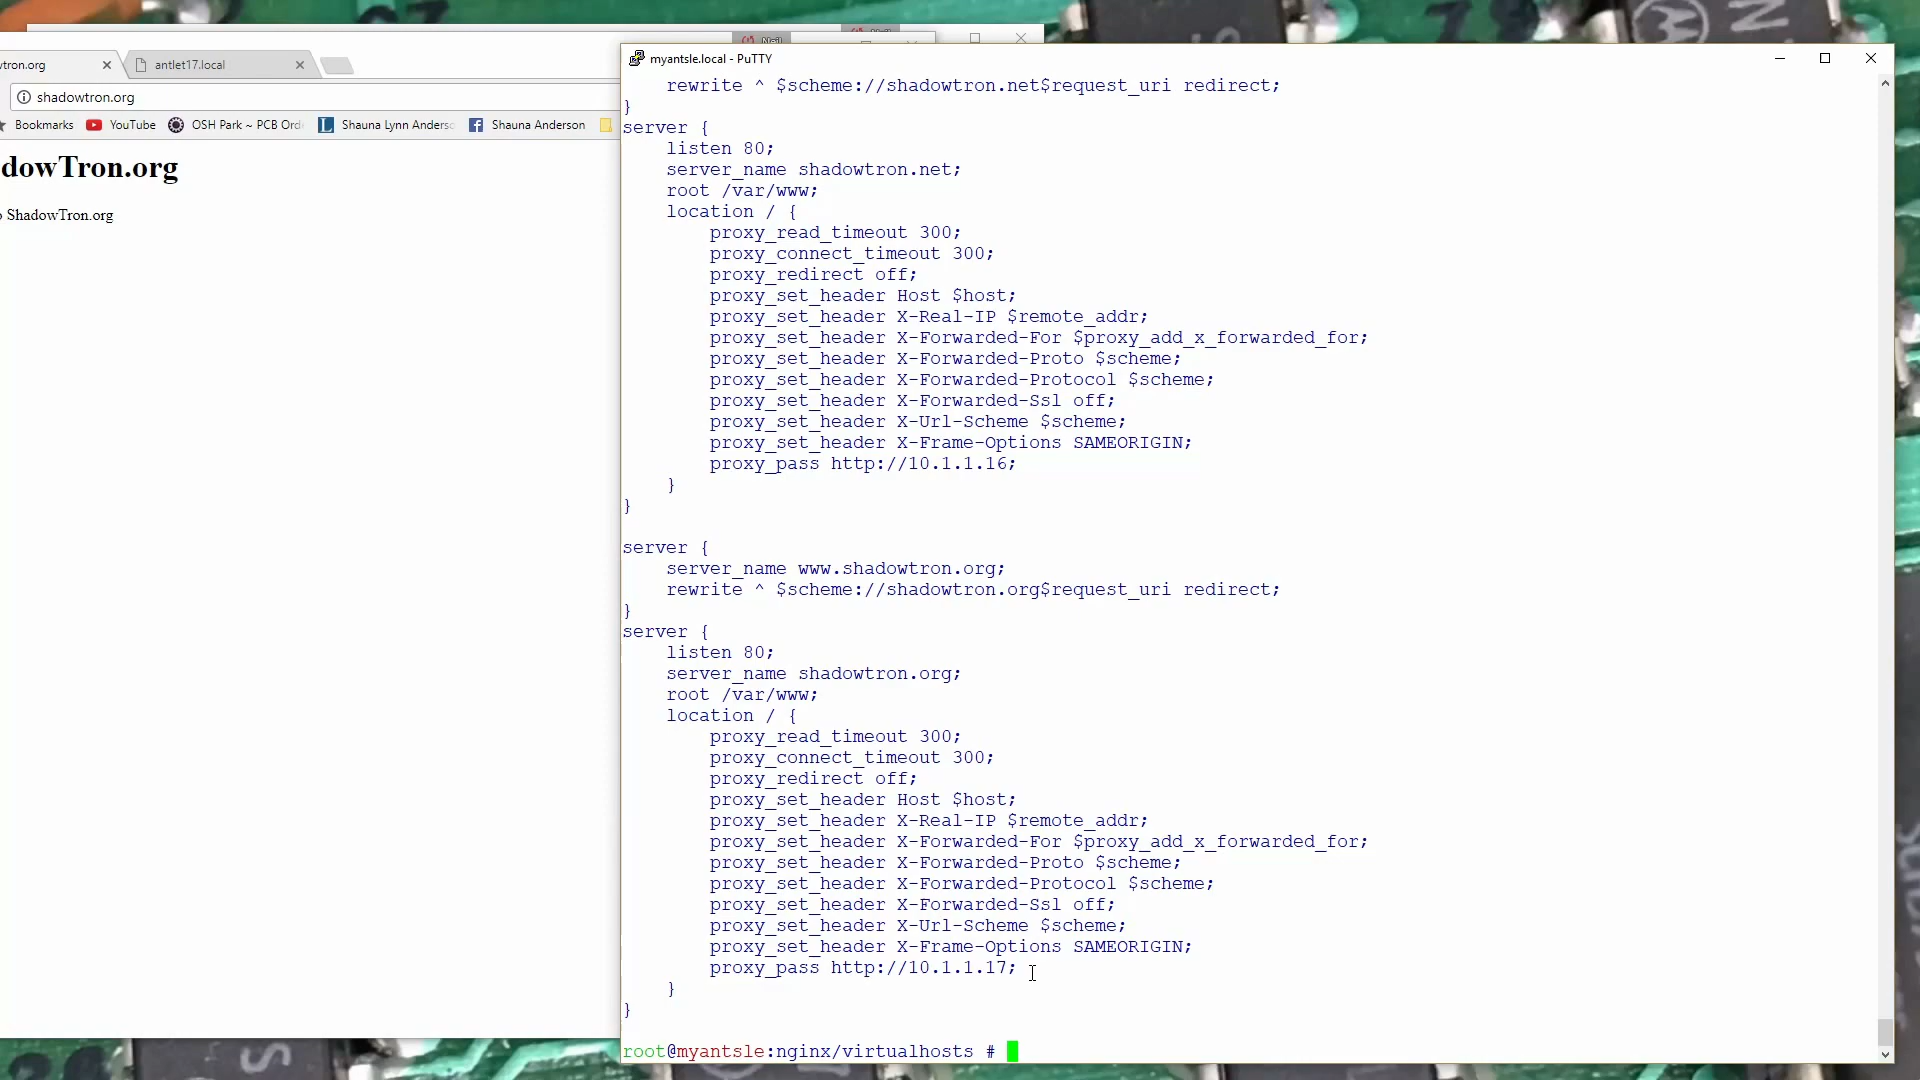 tron.org
antlet17.local
shadowtron.org
Bookmarks YouTube OSH Park ~ PCB Ord Shauna Lynn Anders Shauna Anderson
dowTron.org
ShadowTron.org
myantsle.local - PuTTY
rewrite ^ $scheme://shadowtron.net$request_uri redirect;
}
server {
listen 80;
server_name shadowtron.net;
root /var/www;
location / {
proxy_read_timeout 300;
proxy_connect_timeout 300;
proxy_redirect off;
proxy_set_header Host $host;
proxy_set_header X-Real-IP $remote_addr;
proxy_set_header X-Forwarded-For $proxy_add_x_forwarded_for;
proxy_set_header X-Forwarded-Proto $scheme;
proxy_set_header X-Forwarded-Protocol $scheme;
proxy_set_header X-Forwarded-Ssl off;
proxy_set_header X-Url-Scheme $scheme;
proxy_set_header X-Frame-Options SAMEORIGIN;
proxy_pass http://10.1.1.16;
}
}
server {
server_name www.shadowtron.org;
rewrite ^ $scheme://shadowtron.org$request_uri redirect;
}
server {
listen 80;
server_name shadowtron.org;
root /var/www;
location / {
proxy_read_timeout 300;
proxy_connect_timeout 300;
proxy_redirect off;
proxy_set_header Host $host;
proxy_set_header X-Real-IP $remote_addr;
proxy_set_header X-Forwarded-For $proxy_add_x_forwarded_for;
proxy_set_header X-Forwarded-Proto $scheme;
proxy_set_header X-Forwarded-Protocol $scheme;
proxy_set_header X-Forwarded-Ssl off;
proxy_set_header X-Url-Scheme $scheme;
proxy_set_header X-Frame-Options SAMEORIGIN;
proxy_pass http://10.1.1.17;
}
}
root@myantsle:nginx/virtualhosts #